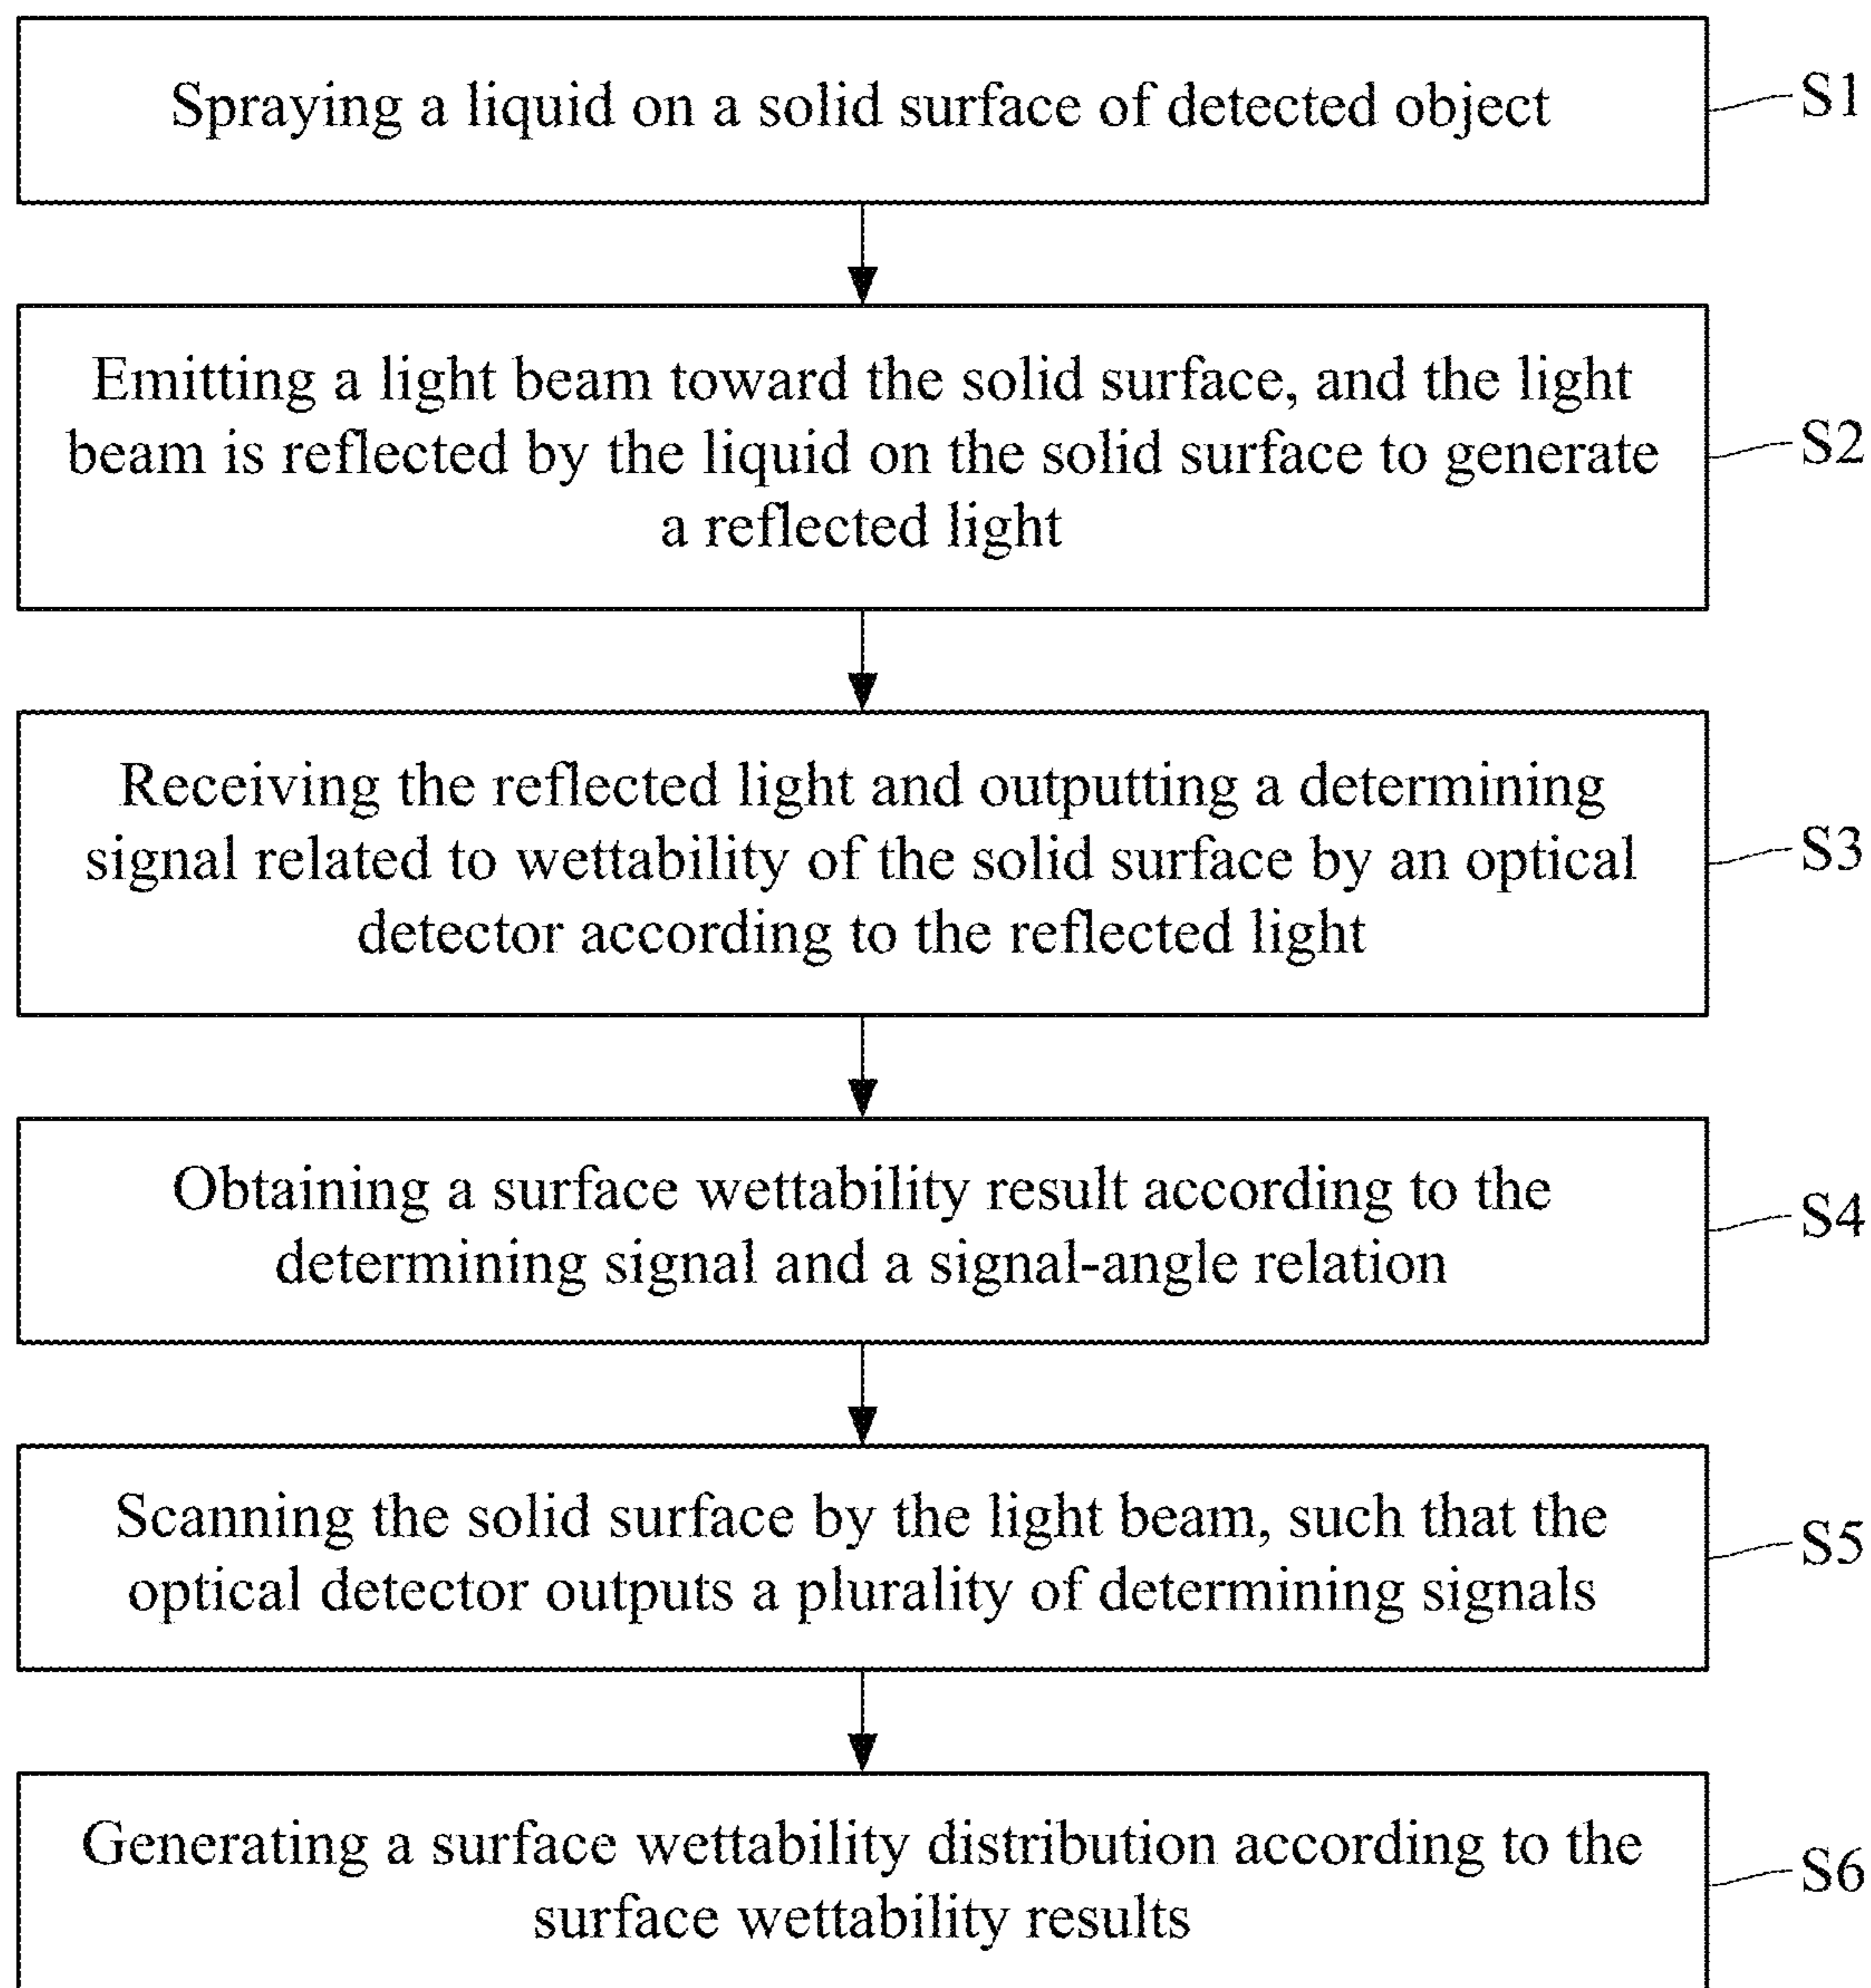 Spraying a liquid on a solid surface of detected object
S1
Emitting a light beam toward the solid surface, and the light
beam is reflected by the liquid on the solid surface to generate
a reflected light
S2
Receiving the reflected light and outputting a determining
signal related to wettability of the solid surface by an optical
detector according to the reflected light
S3
Obtaining a surface wettability result according to the
determining signal and a signal-angle relation
S4
Scanning the solid surface by the light beam, such that the
optical detector outputs a plurality of determining signals
S5
Generating a surface wettability distribution according to the
surface wettability results
S6